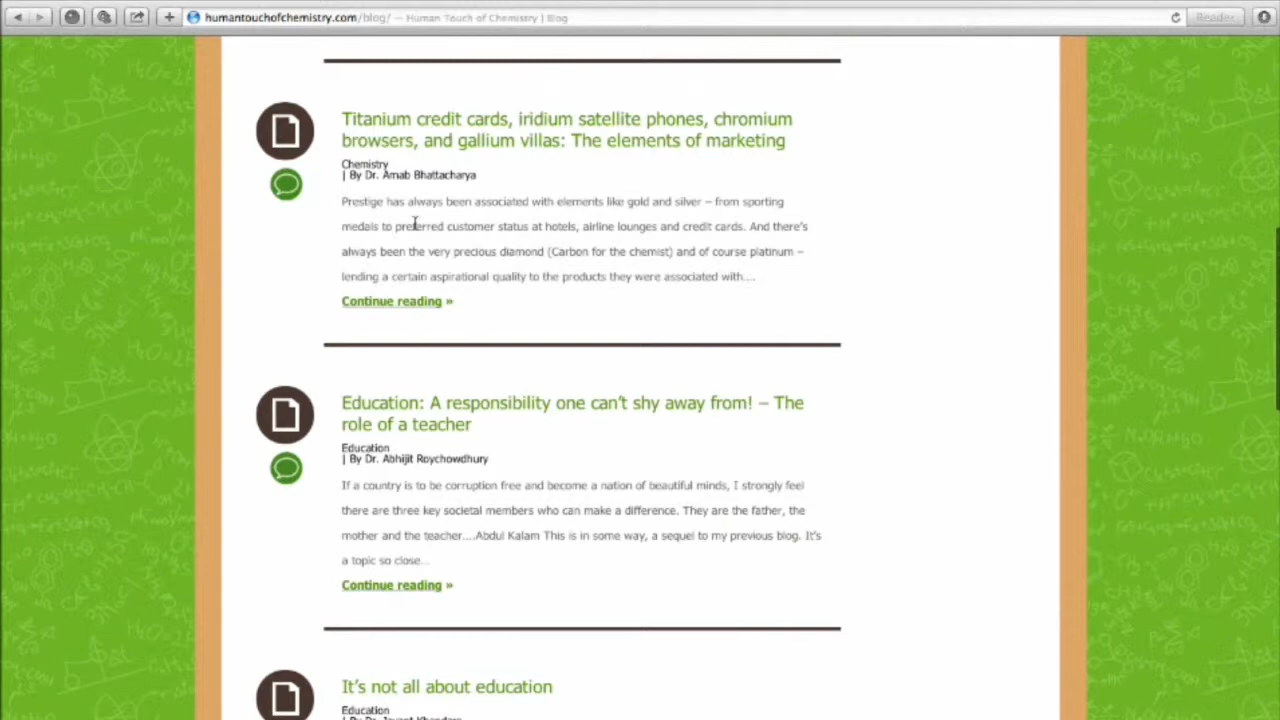 humantouchofchemistry.com/blog/ — Human Touch of Chemistry | Blog
Reader
Titanium credit cards, iridium satellite phones, chromium
browsers, and gallium villas: The elements of marketing
Chemistry
| By Dr. Arnab Bhattacharya
Prestige has always been associated with elements like gold and silver – from sporting
medals to preferred customer status at hotels, airline lounges and credit cards. And there's
always been the very precious diamond (Carbon for the chemist) and of course platinum –
lending a certain aspirational quality to the products they were associated with....
Continue reading »
Education: A responsibility one can't shy away from! – The
role of a teacher
Education
| By Dr. Abhijit Roychowdhury
If a country is to be corruption free and become a nation of beautiful minds, I strongly feel
there are three key societal members who can make a difference. They are the father, the
mother and the teacher....Abdul Kalam This is in some way, a sequel to my previous blog. It's
a topic so close...
Continue reading »
It's not all about education
Education
| By Dr. Jayant